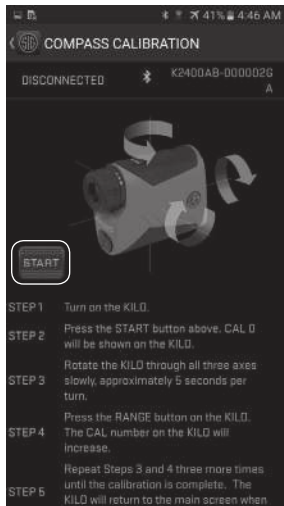 41% 4:46 AM
SIG
COMPASS CALIBRATION
DISCONNECTED
K2400AB-000002G
A
START
STEP 1 Turn on the KILO.
STEP 2 Press the START button above. CAL 0
will be shown on the KILO.
STEP 3 Rotate the KILO through all three axes
slowly, approximately 5 seconds per
turn.
STEP 4 Press the RANGE button on the KILO.
The CAL number on the KILO will
increase.
STEP 5 Repeat Steps 3 and 4 three more times
until the calibration is complete. The
KILO will return to the main screen when